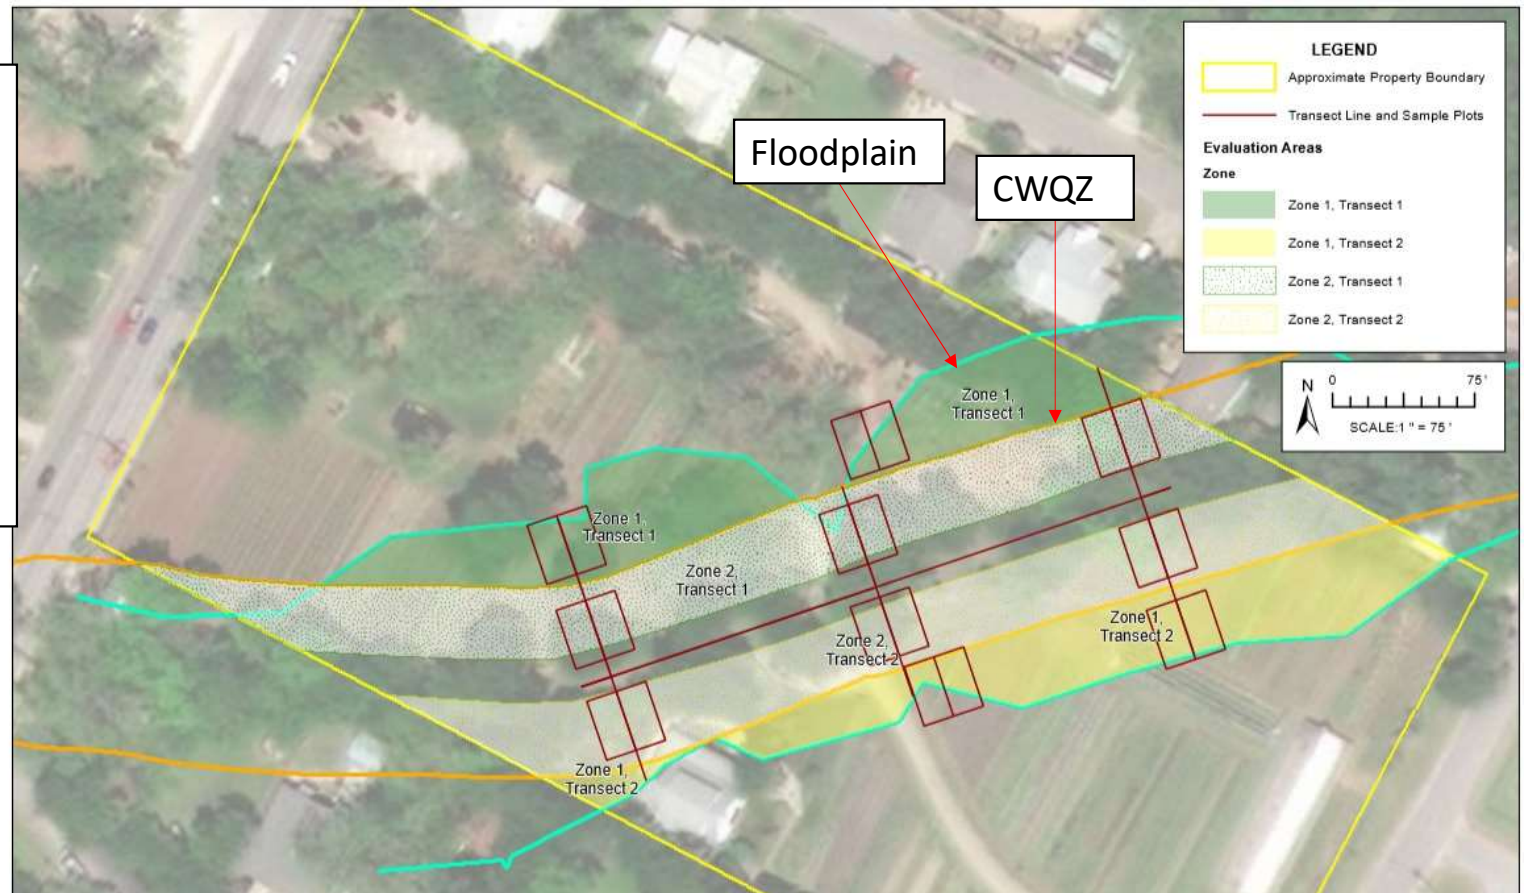 Floodplain
CWQZ
LEGEND
Approximate Property Boundary
Transect Line and Sample Plots
Evaluation Areas
Zone
Zone 1, Transect 1
Zone 1, Transect 2
Zone 2, Transect 1
Zone 2, Transect 2
N
0 75'
SCALE:1 " = 75 '
Zone 1,
Transect 1
Zone 1,
Transect 1
Zone 2,
Transect 1
Zone 1,
Transect 2
Zone 2,
Transect 2
Zone 1,
Transect 2